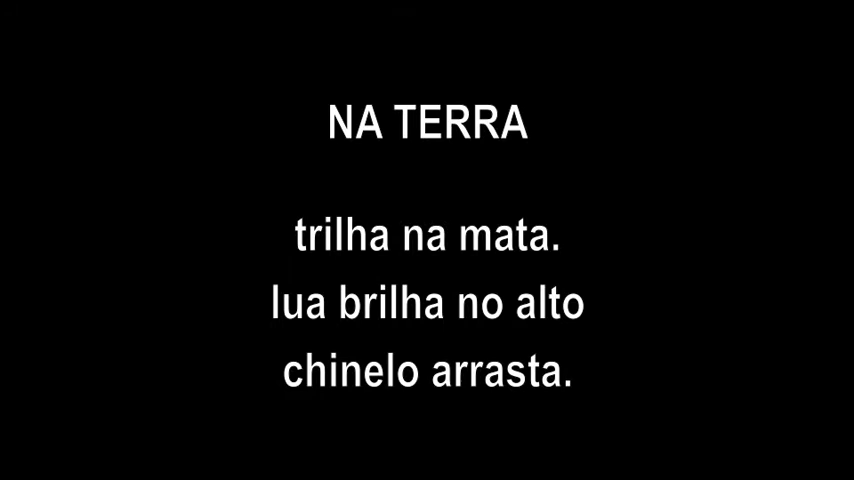 NA TERRA
trilha na mata.
lua brilha no alto
chinelo arrasta.